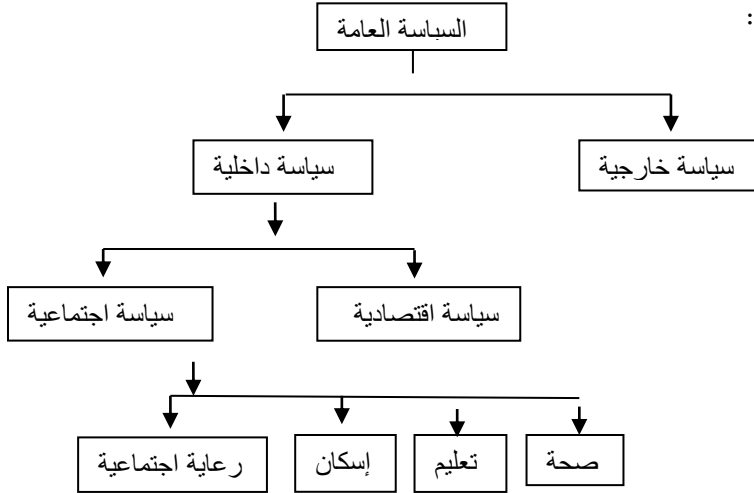 :
السياسة العامة
سياسة خارجية
سياسة داخلية
سياسة اقتصادية
سياسة اجتماعية
صحة
تعليم
إسكان
رعاية اجتماعية